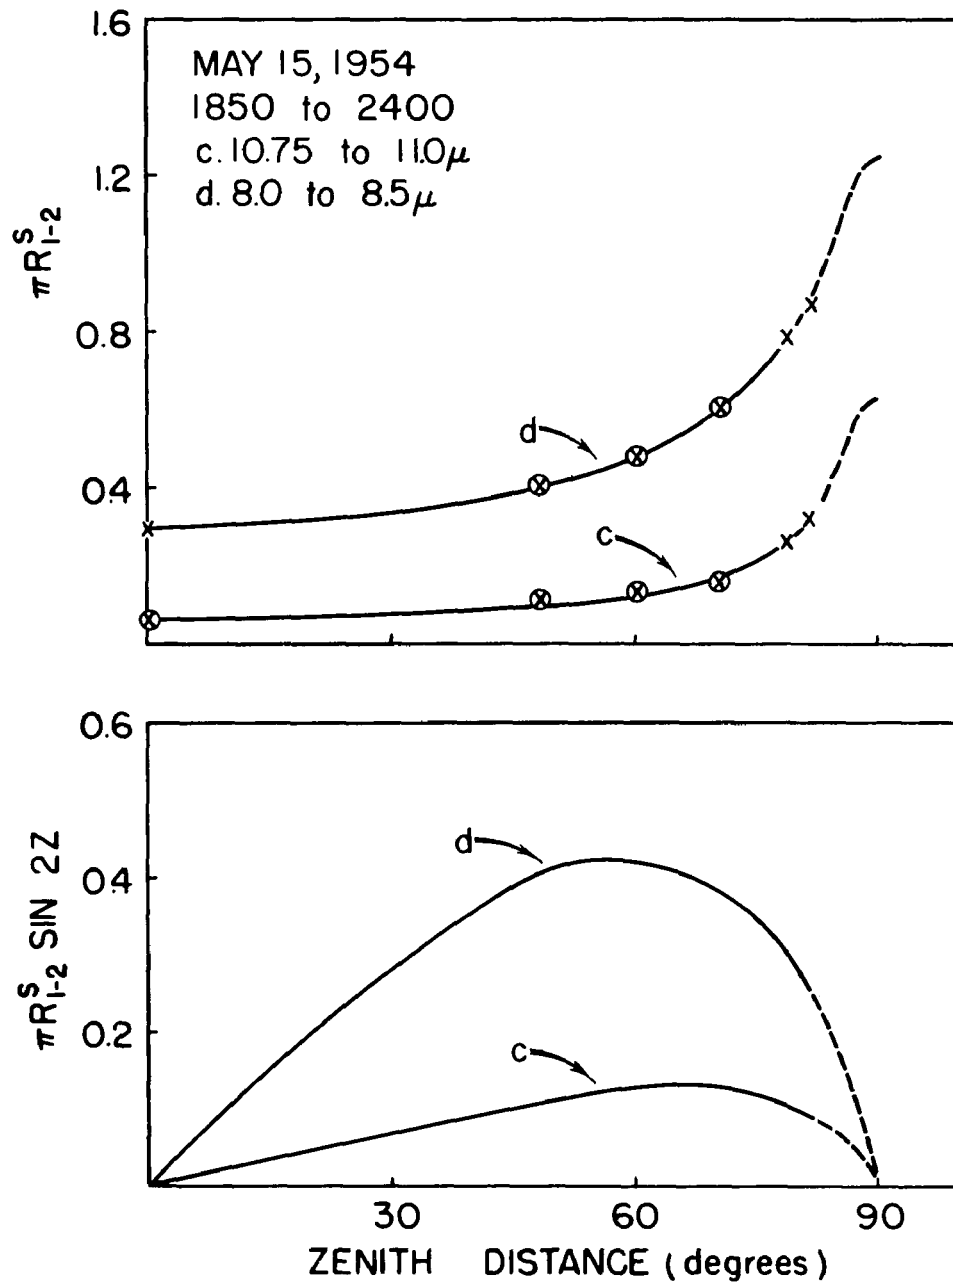 1.6
MAY 15, 1954
1850 to 2400
c. 10.75 to 11.0μ
d. 8.0 to 8.5μ
1.2
πR^S_1-2
0.8
d
0.4
c
0.6
πR^S_1-2 SIN 2Z
d
0.4
c
0.2
30 60 90
ZENITH DISTANCE (degrees)